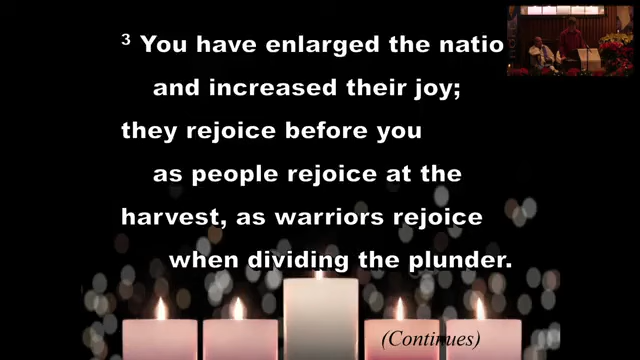 3 You have enlarged the natio
and increased their joy;
they rejoice before you
as people rejoice at the
harvest, as warriors rejoice
when dividing the plunder.
(Continues)